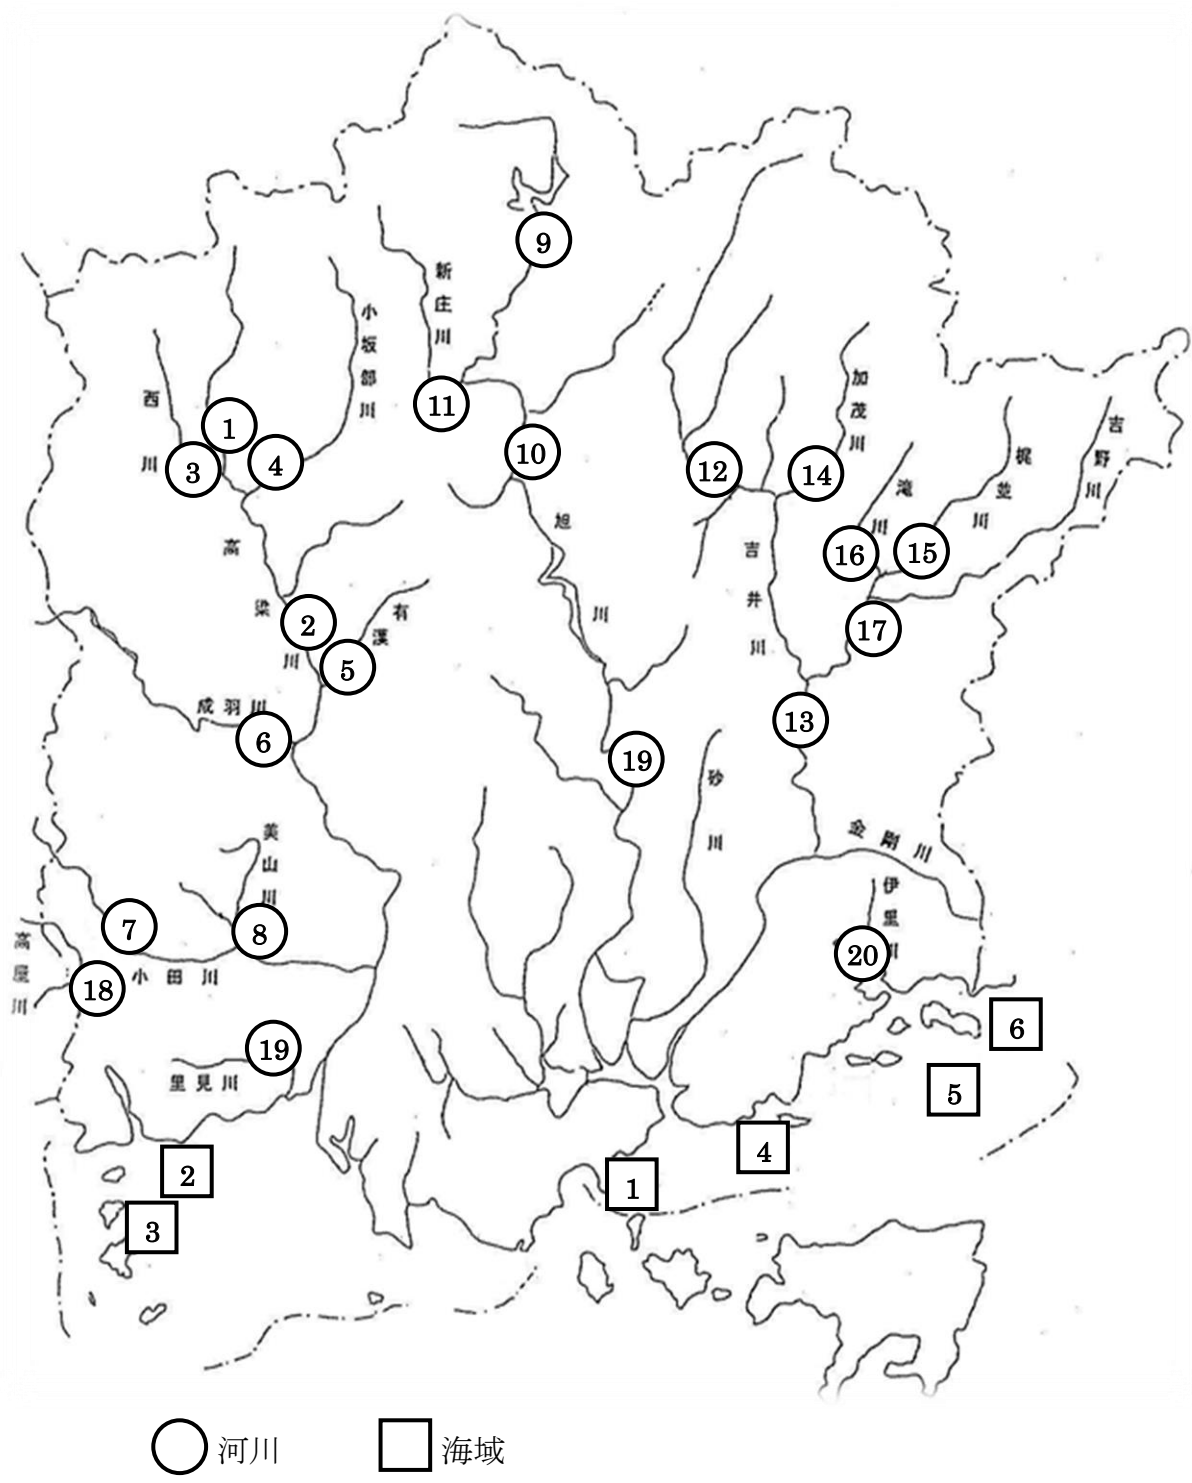 9
新庄川
小坂部川
西川
1
3
4
11
10
12
14
加茂川
吉野川
梶並川
滝川
16
15
17
高梁川
2
5
有漢
旭川
吉井川
成羽川
6
13
19
砂川
美山川
金剛川
伊里川
7
8
20
高屋川
18
小田川
19
里見川
6
5
4
2
3
1
河川
海域